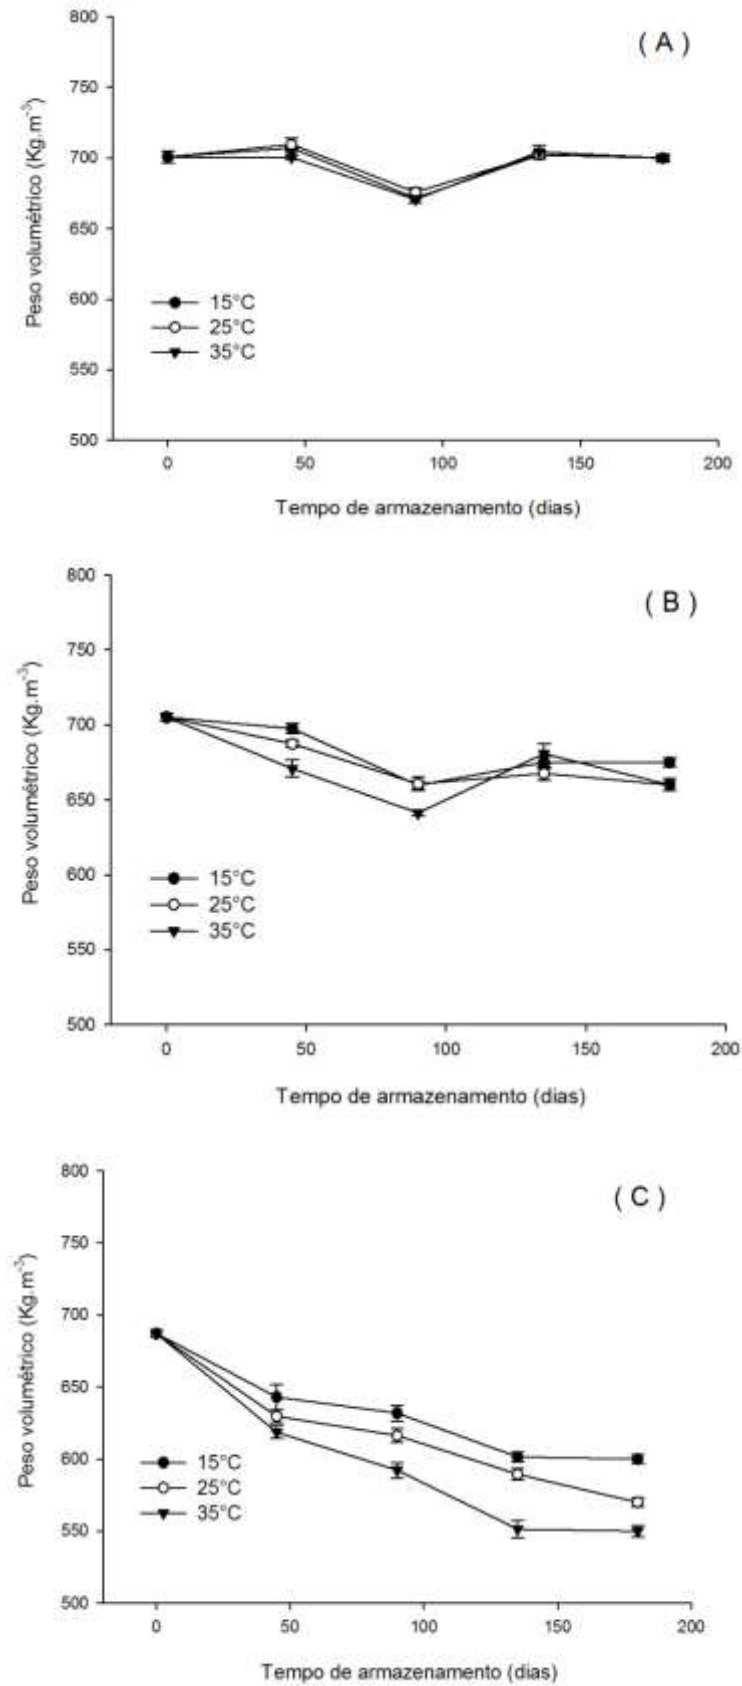 ( A )
Peso volumétrico (Kg.m⁻³)
800
750
700
650
600
550
500
15°C
25°C
35°C
0 50 100 150 200
Tempo de armazenamento (dias)
( B )
Peso volumétrico (Kg.m⁻³)
800
750
700
650
600
550
500
15°C
25°C
35°C
0 50 100 150 200
Tempo de armazenamento (dias)
( C )
Peso volumétrico (Kg.m⁻³)
800
750
700
650
600
550
500
15°C
25°C
35°C
0 50 100 150 200
Tempo de armazenamento (dias)